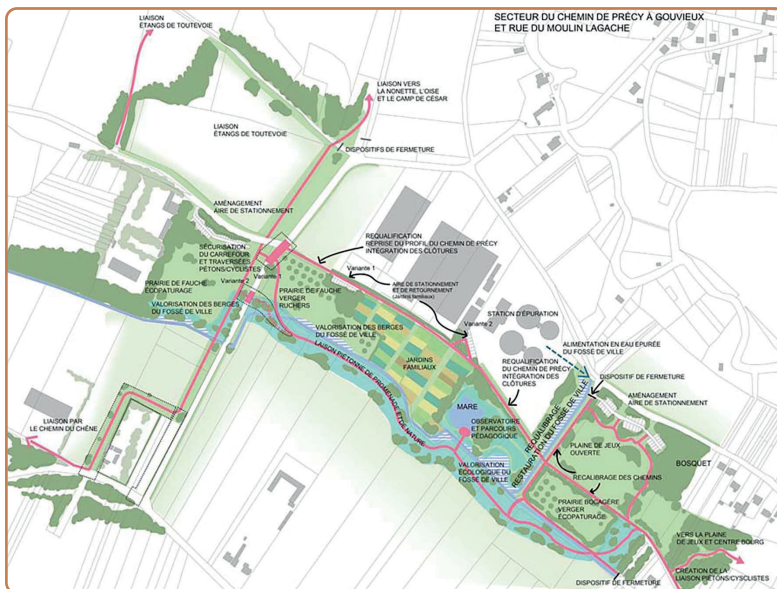 SECTEUR DU CHEMIN DE PRÉCY À GOUVIEUX
ET RUE DU MOULIN LAGACHE
LIAISON
ÉTANGS DE TOUTEVOIE
LIAISON VERS
LA NONETTE, L'OISE
ET LE CAMP DE CÉSAR
LIAISON
ÉTANGS DE TOUTEVOIE
DISPOSITIFS DE FERMETURE
AMÉNAGEMENT
AIRE DE STATIONNEMENT
SÉCURISATION
DU CARREFOUR
ET TRAVERSÉES
PIÉTONS/CYCLISTES
REQUALIFICATION
REPRISE DU PROFIL DU CHEMIN DE PRÉCY
INTÉGRATION DES CLÔTURES
Variante 1
Variante 1
AIRE DE STATIONNEMENT
ET DE RETOURNEMENT
(Jardins familiaux)
PRAIRIE DE FAUCHE
ÉCOPATURAGE
Variante 2
PRAIRIE DE FAUCHE
VERGER
RUCHERS
VALORISATION DES BERGES
DU FOSSÉ DE VILLE
VALORISATION DES BERGES
DU FOSSÉ DE VILLE
STATION D'ÉPURATION
Variante 2
ALIMENTATION EN EAU ÉPURÉE
DU FOSSÉ DE VILLE
JARDINS
FAMILIAUX
REQUALIFICATION
DU CHEMIN DE PRÉCY
INTÉGRATION DES
CLÔTURES
DISPOSITIF DE FERMETURE
AMÉNAGEMENT
AIRE DE STATIONNEMENT
LIAISON PIÉTONNE DE PROMENADE ET DE NATURE
MARE
OBSERVATOIRE
ET PARCOURS
PÉDAGOGIQUE
REQUALIBRAGE
RESTAURATION DU FOSSÉ DE VILLE
PLAINE DE JEUX
OUVERTE
BOSQUET
LIAISON PAR
LE CHEMIN DU CHÊNE
VALORISATION
ÉCOLOGIQUE DU
FOSSÉ DE VILLE
RECALIBRAGE DES CHEMINS
PRAIRIE BOCAGÈRE
VERGER
ÉCOPATURAGE
VERS LA PLAINE
DE JEUX ET CENTRE BOURG
CRÉATION DE LA
LIAISON PIÉTONS/CYSCLISTES
DISPOSITIF DE FERMETURE